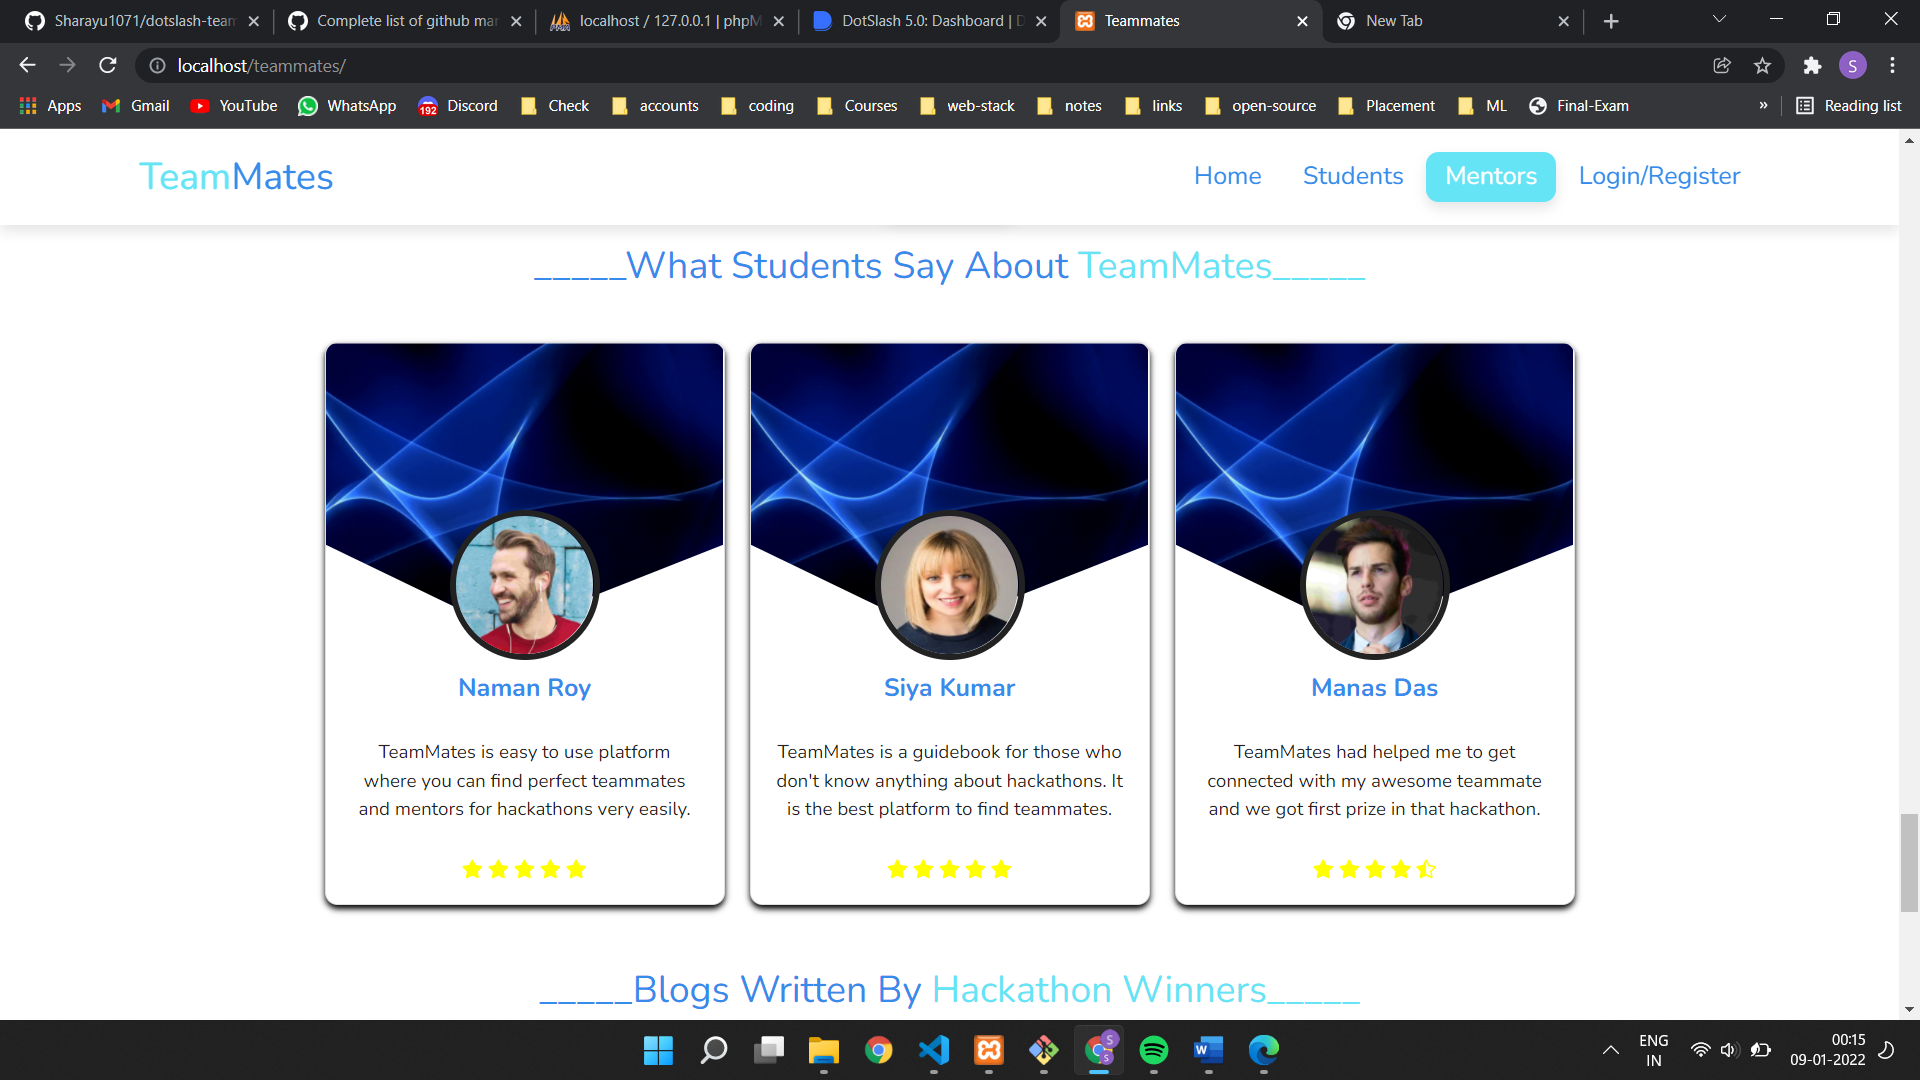 Sharayu1071/dotslash-team
Complete list of github mar
localhost / 127.0.0.1 | phpM
DotSlash 5.0: Dashboard | D
Teammates
New Tab
localhost/teammates/
S
Apps
Gmail
YouTube
WhatsApp
192
Discord
Check
accounts
coding
Courses
web-stack
notes
links
open-source
Placement
ML
Final-Exam
»
Reading list
TeamMates
Home
Students
Mentors
Login/Register
_____What Students Say About TeamMates_____
Naman Roy
TeamMates is easy to use platform
where you can find perfect teammates
and mentors for hackathons very easily.
Siya Kumar
TeamMates is a guidebook for those who
don't know anything about hackathons. It
is the best platform to find teammates.
Manas Das
TeamMates had helped me to get
connected with my awesome teammate
and we got first prize in that hackathon.
_____Blogs Written By Hackathon Winners_____
S
S
W
ENG
IN
00:15
09-01-2022